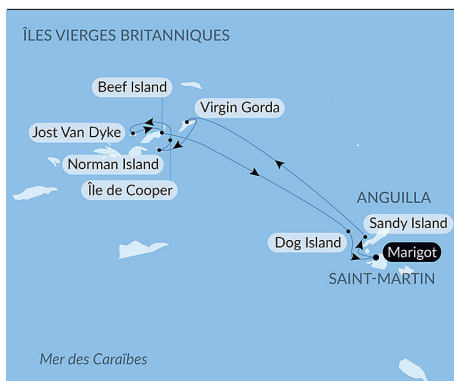 ÎLES VIERGES BRITANNIQUES
Beef Island
Virgin Gorda
Jost Van Dyke
Norman Island
Île de Cooper
ANGUILLA
Sandy Island
Dog Island
Marigot
SAINT-MARTIN
Mer des Caraïbes